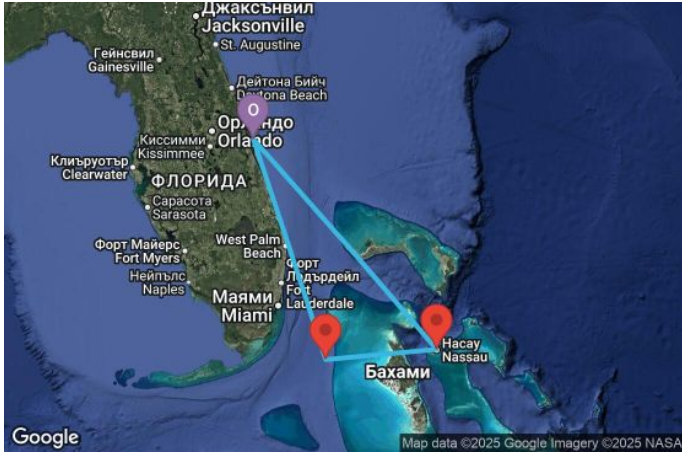 Джаксънвил
Jacksonville
St. Augustine
Гейнсвил
Gainesville
Дейтона Бийч
Daytona Beach
O
Орландо
Orlando
Киссимми
Kissimmee
Клиъруотър
Clearwater
ФЛОРИДА
Сарасота
Sarasota
Форт Майерс
Fort Myers
West Palm
Beach
Нейпълс
Naples
Форт
Лодърдейл
Fort
Lauderdale
Маями
Miami
Насау
Nassau
Бахами
Google
Map data ©2025 Google Imagery ©2025 NASA